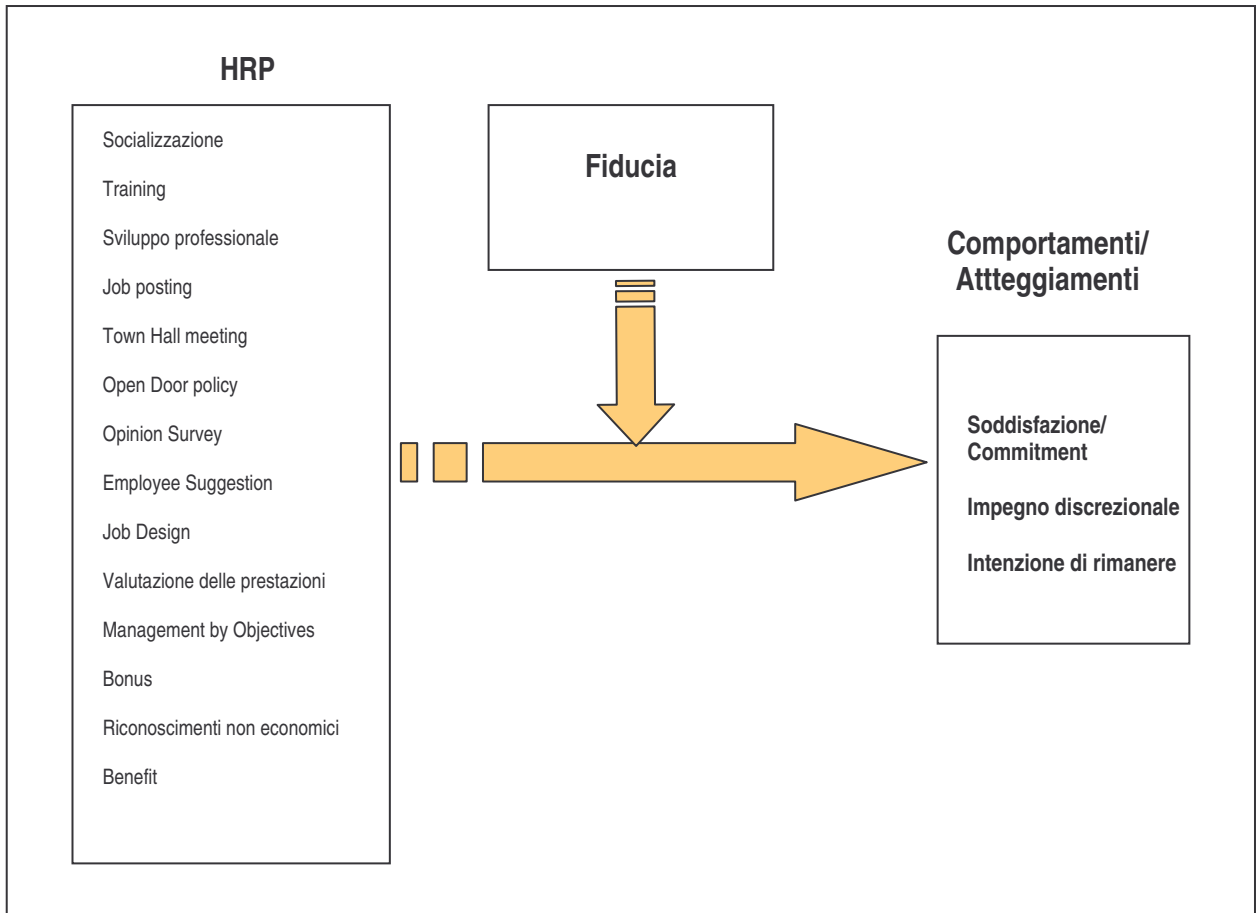 HRP
Socializzazione
Training
Sviluppo professionale
Job posting
Town Hall meeting
Open Door policy
Opinion Survey
Employee Suggestion
Job Design
Valutazione delle prestazioni
Management by Objectives
Bonus
Riconoscimenti non economici
Benefit
Fiducia
Comportamenti/
Attteggiamenti
Soddisfazione/
Commitment
Impegno discrezionale
Intenzione di rimanere